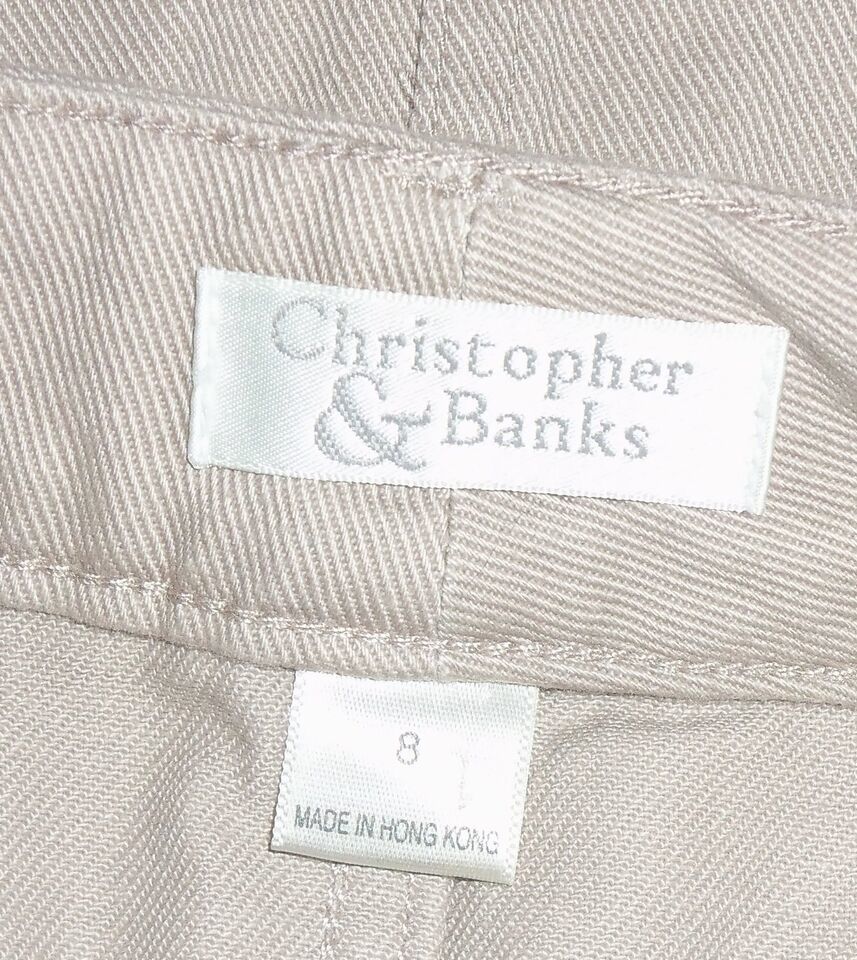 Christopher
& Banks
8
MADE IN HONG KONG